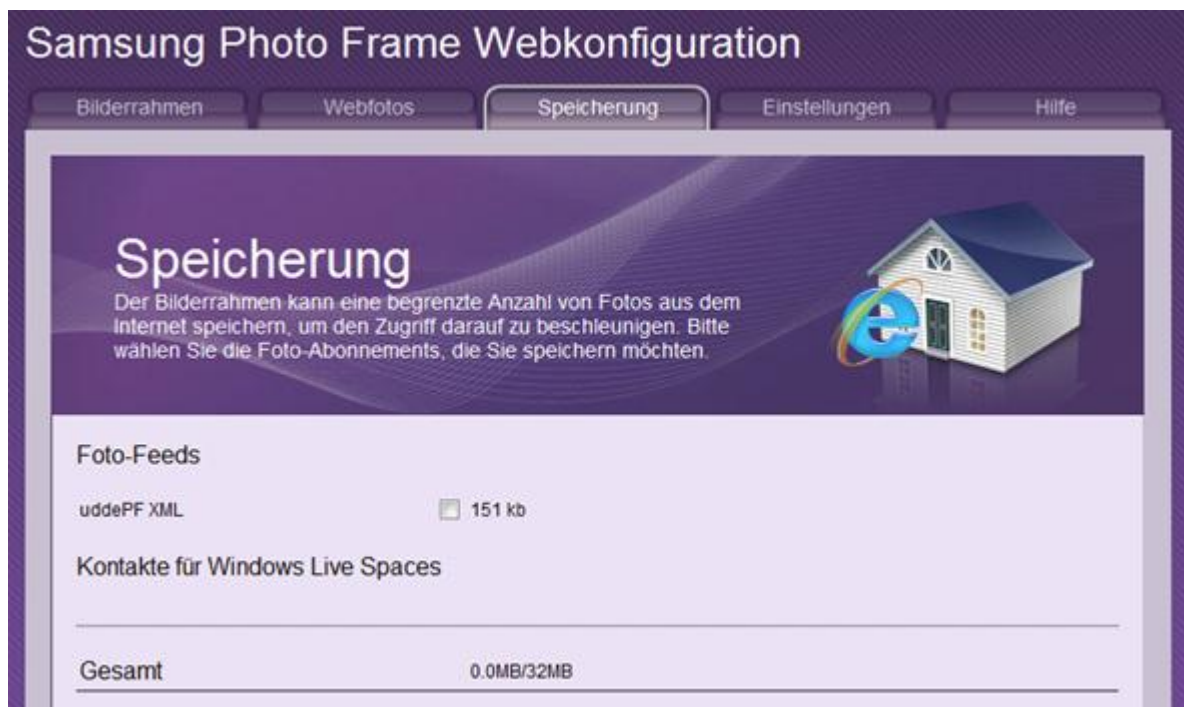 Samsung Photo Frame Webkonfiguration
Bilderrahmen Webfotos Speicherung Einstellungen Hilfe
Speicherung
Der Bilderrahmen kann eine begrenzte Anzahl von Fotos aus dem
Internet speichern, um den Zugriff darauf zu beschleunigen. Bitte
wählen Sie die Foto-Abonnements, die Sie speichern möchten.
Foto-Feeds
uddePF XML 151 kb
Kontakte für Windows Live Spaces
Gesamt 0.0MB/32MB